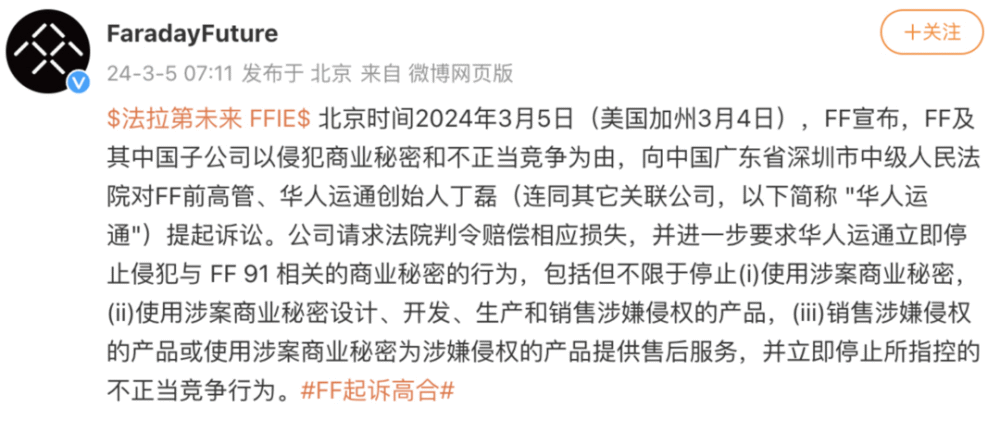 FaradayFuture
+关注
24-3-5 07:11 发布于 北京 来自 微博网页版
$法拉第未来 FFIE$ 北京时间2024年3月5日（美国加州3月4日），FF宣布，FF及
其中国子公司以侵犯商业秘密和不正当竞争为由，向中国广东省深圳市中级人民法
院对FF前高管、华人运通创始人丁磊（连同其它关联公司，以下简称 "华人运
通"）提起诉讼。公司请求法院判令赔偿相应损失，并进一步要求华人运通立即停
止侵犯与 FF 91 相关的商业秘密的行为，包括但不限于停止(i)使用涉案商业秘密，
(ii)使用涉案商业秘密设计、开发、生产和销售涉嫌侵权的产品，(iii)销售涉嫌侵权
的产品或使用涉案商业秘密为涉嫌侵权的产品提供售后服务，并立即停止所指控的
不正当竞争行为。#FF起诉高合#